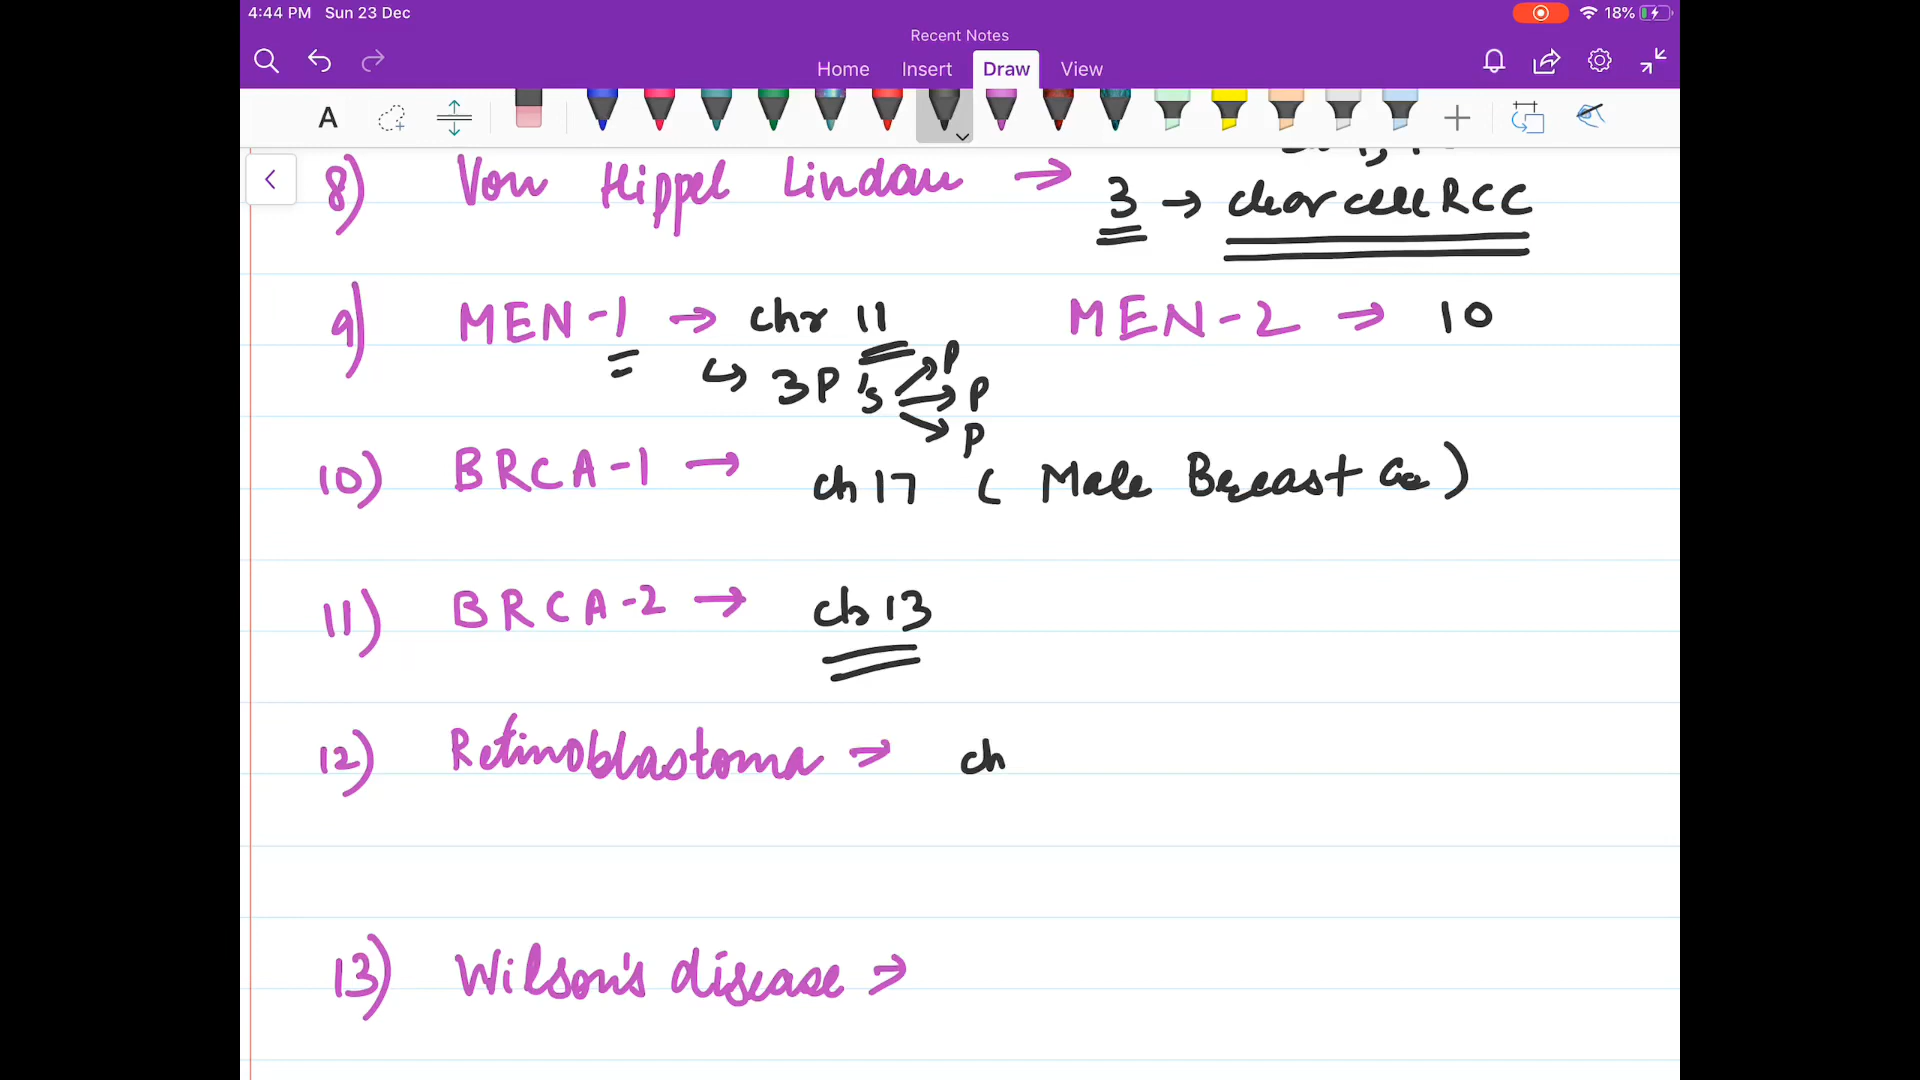 4:44 PM Sun 23 Dec 18%
Recent Notes
Home Insert Draw View
A
8) Von Hippel Lindau → 3 → clear cell RCC
9) MEN-1 → chr 11 MEN-2 → 10
↳ 3P's → P
P
P
10) BRCA-1 → ch 17 ( Male Breast Ca )
11) BRCA-2 → ch 13
12) Retinoblastoma → ch
13) Wilson's disease →